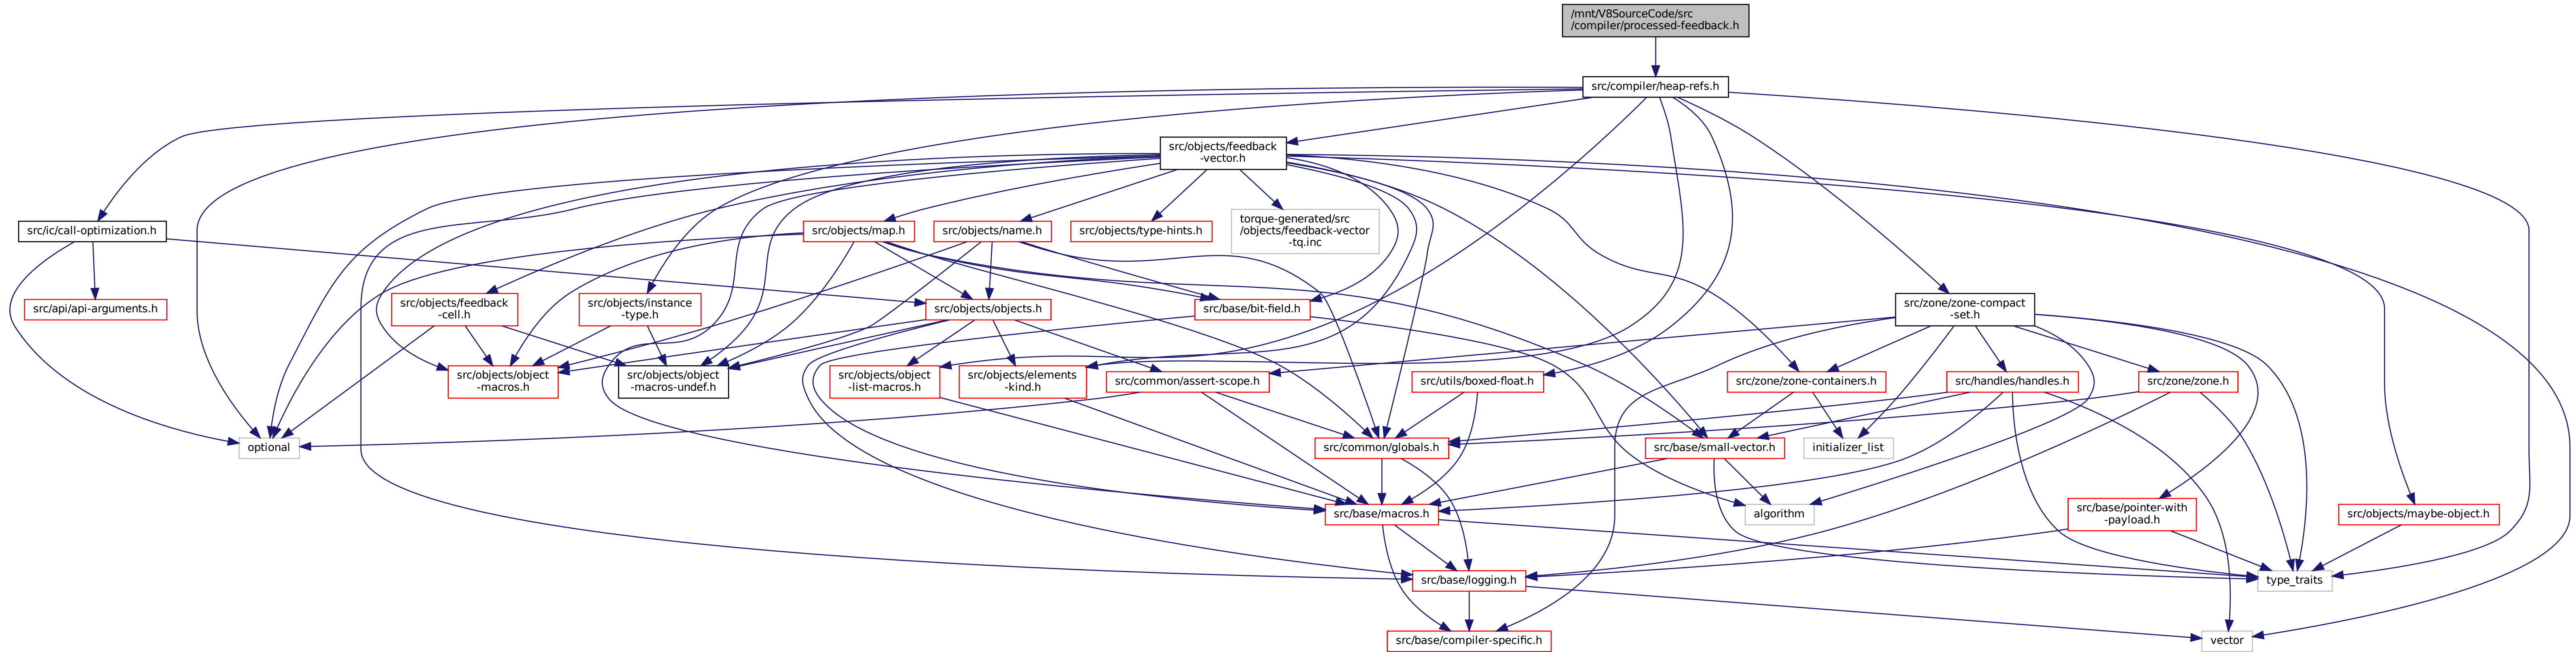 /mnt/V8SourceCode/src
/compiler/processed-feedback.h
src/compiler/heap-refs.h
src/objects/feedback
-vector.h
src/ic/call-optimization.h
src/objects/map.h
src/objects/name.h
src/objects/type-hints.h
torque-generated/src
/objects/feedback-vector
-tq.inc
src/api/api-arguments.h
src/objects/feedback
-cell.h
src/objects/instance
-type.h
src/objects/objects.h
src/base/bit-field.h
src/zone/zone-compact
-set.h
src/objects/object
-macros.h
src/objects/object
-macros-undef.h
src/objects/object
-list-macros.h
src/objects/elements
-kind.h
src/common/assert-scope.h
src/utils/boxed-float.h
src/zone/zone-containers.h
src/handles/handles.h
src/zone/zone.h
optional
src/common/globals.h
src/base/small-vector.h
initializer_list
src/base/macros.h
algorithm
src/base/pointer-with
-payload.h
src/objects/maybe-object.h
src/base/logging.h
type_traits
src/base/compiler-specific.h
vector